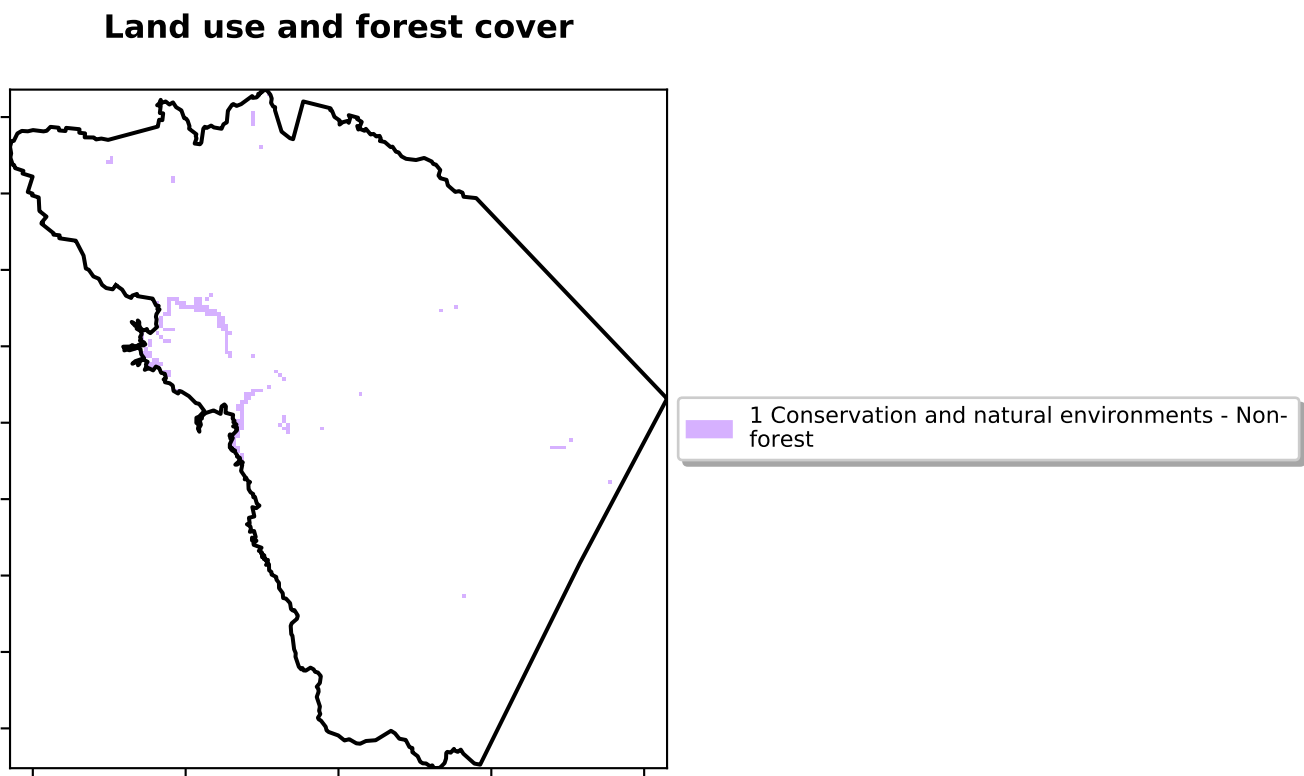 Land use and forest cover
1 Conservation and natural environments - Non-
forest